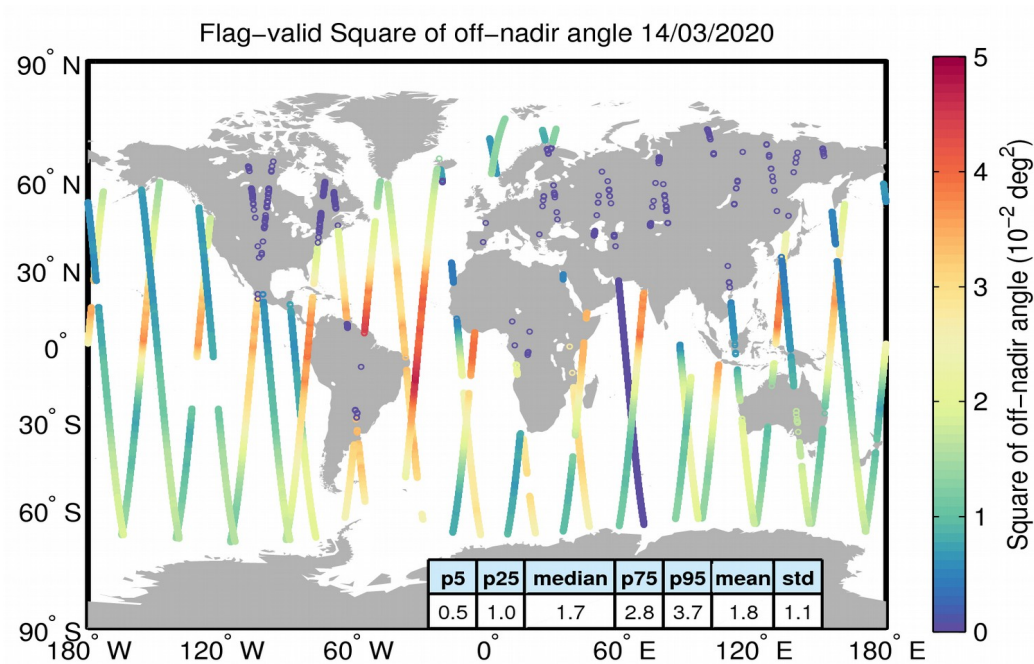 Flag−valid Square of off−nadir angle 14/03/2020
90° N
60° N
30° N
0°
30° S
60° S
90° S
180° W
120° W
60° W
0°
60° E
120° E
180° E
p5 p25 median p75 p95 mean std
0.5 1.0 1.7 2.8 3.7 1.8 1.1
5
4
3
2
1
0
Square of off−nadir angle (10⁻² deg²)